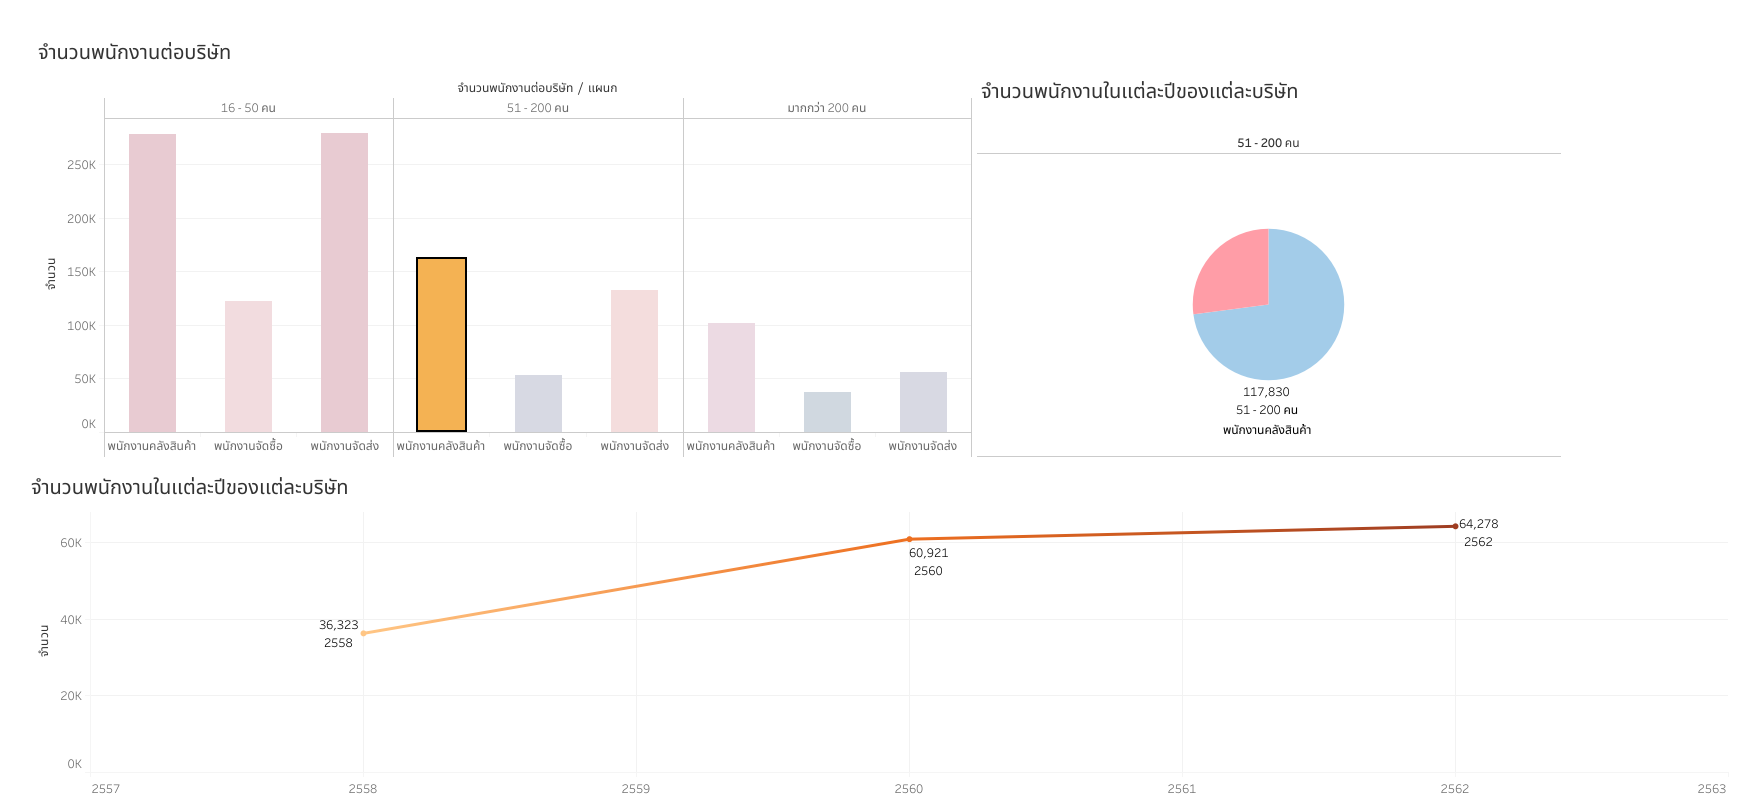 จำนวนพนักงานต่อบริษัท
จำนวนพนักงานต่อบริษัท / แผนก
16 - 50 คน
51 - 200 คน
มากกว่า 200 คน
จำนวน
250K
200K
150K
100K
50K
0K
พนักงานคลังสินค้า
พนักงานจัดซื้อ
พนักงานจัดส่ง
พนักงานคลังสินค้า
พนักงานจัดซื้อ
พนักงานจัดส่ง
พนักงานคลังสินค้า
พนักงานจัดซื้อ
พนักงานจัดส่ง
จำนวนพนักงานในแต่ละปีของแต่ละบริษัท
51 - 200 คน
117,830
51 - 200 คน
พนักงานคลังสินค้า
จำนวนพนักงานในแต่ละปีของแต่ละบริษัท
จำนวน
60K
40K
20K
0K
36,323
2558
60,921
2560
64,278
2562
2557
2558
2559
2560
2561
2562
2563